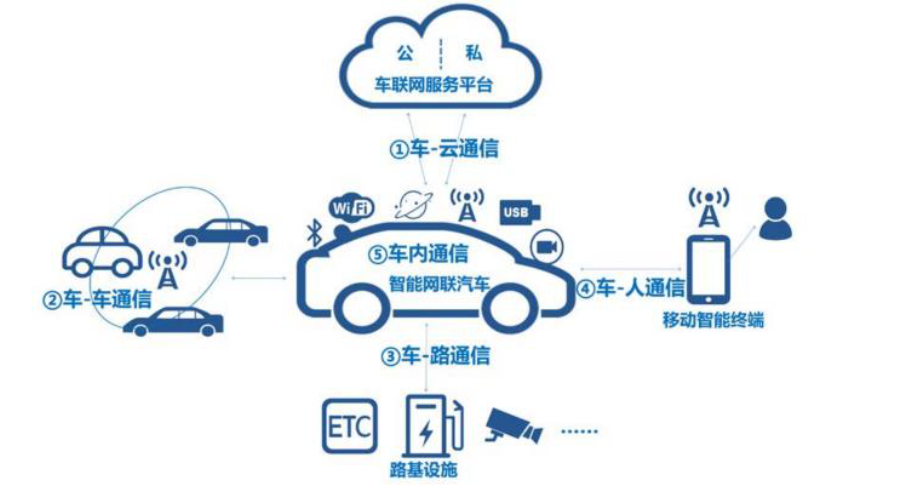 公 私
车联网服务平台
①车-云通信
WiFi
USB
⑤车内通信
智能网联汽车
②车-车通信
④车-人通信
移动智能终端
③车-路通信
ETC
路基设施
……